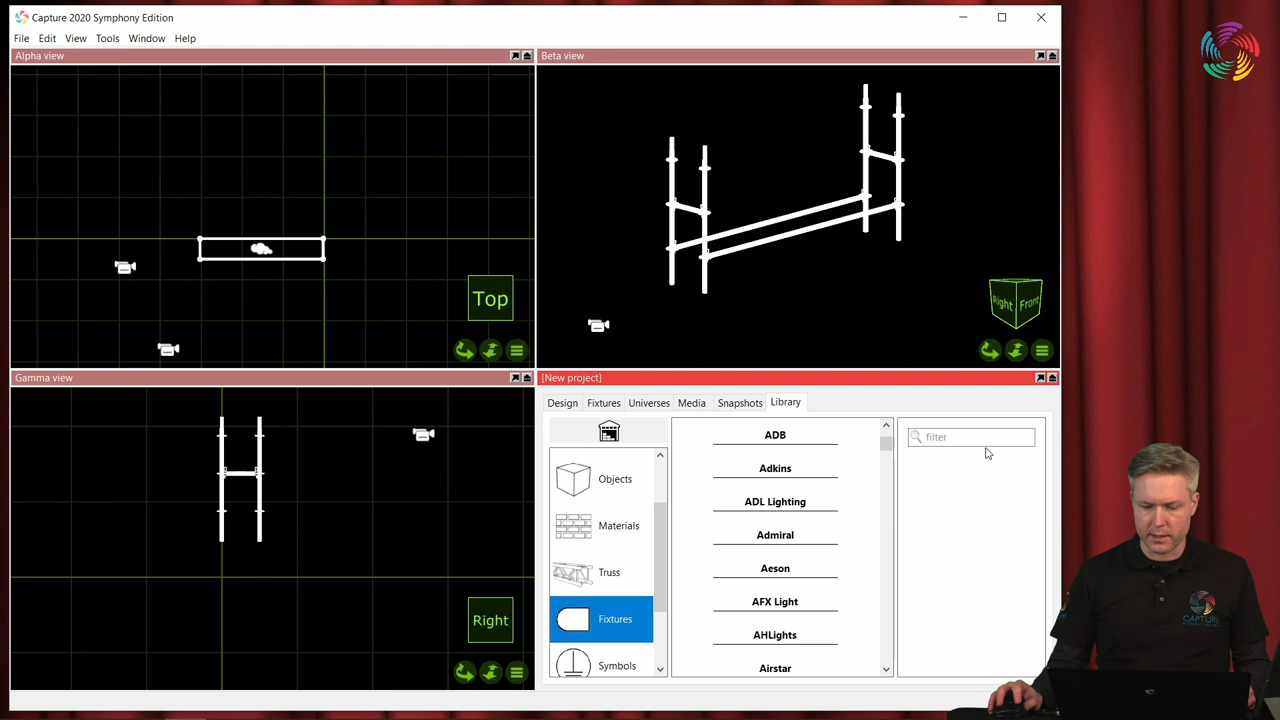 Capture 2020 Symphony Edition
File Edit View Tools Window Help
Alpha view
Beta view
Top
Right Front
Gamma view
[New project]
Design Fixtures Universes Media Snapshots Library
Objects
Materials
Truss
Fixtures
Symbols
ADB
Adkins
ADL Lighting
Admiral
Aeson
AFX Light
AHLights
Airstar
filter
Right
CAPTURE